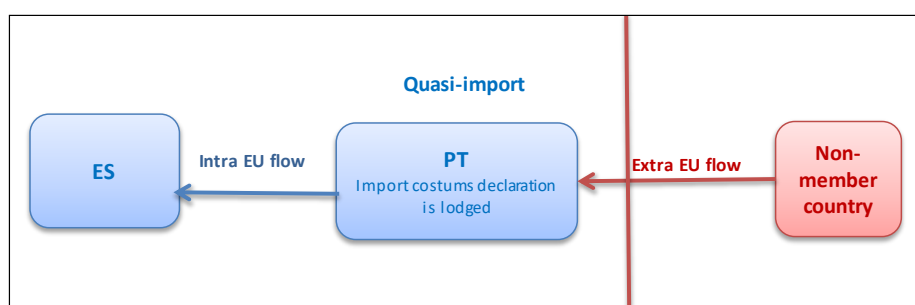 Quasi-import
ES
Intra EU flow
PT
Import costums declaration
is lodged
Extra EU flow
Non-
member
country